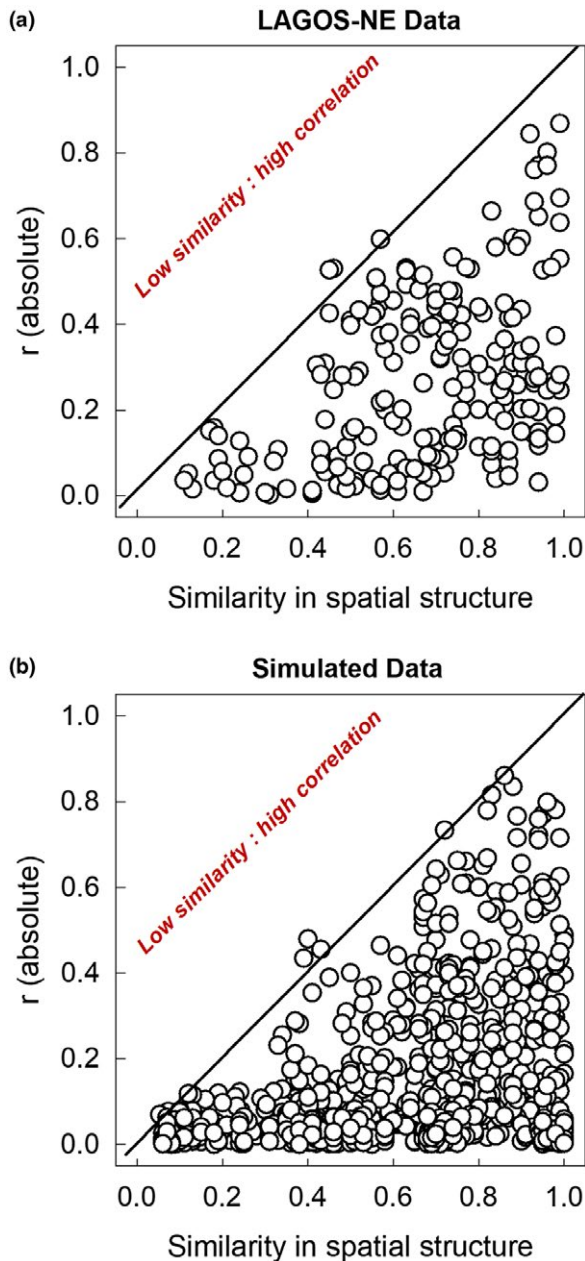 (a)
LAGOS-NE Data
1.0
0.8
0.6
0.4
0.2
0.0
r (absolute)
Low similarity : high correlation
0.0 0.2 0.4 0.6 0.8 1.0
Similarity in spatial structure
(b)
Simulated Data
1.0
0.8
0.6
0.4
0.2
0.0
r (absolute)
Low similarity : high correlation
0.0 0.2 0.4 0.6 0.8 1.0
Similarity in spatial structure